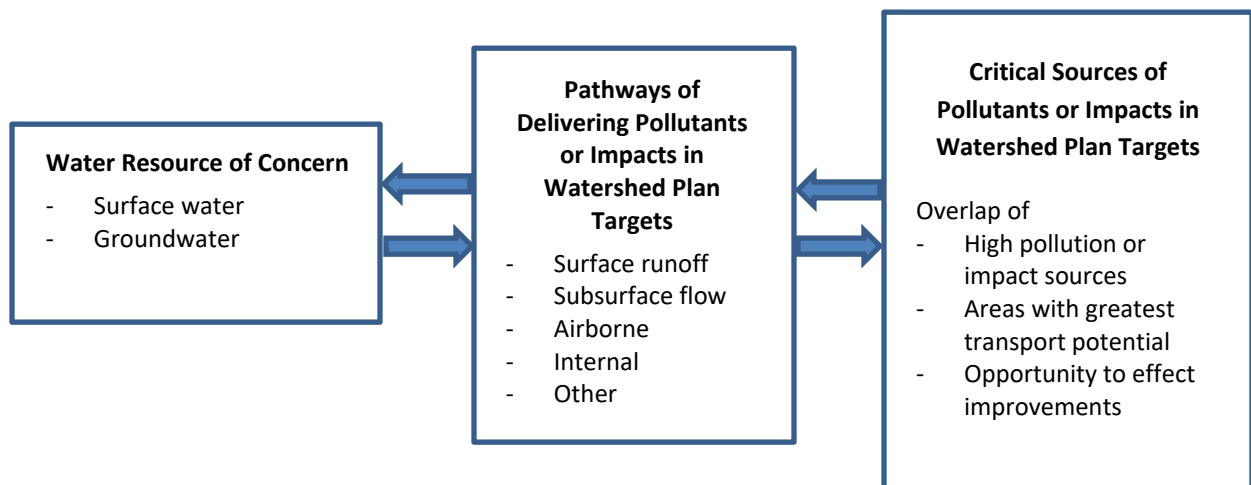 Water Resource of Concern
- Surface water
- Groundwater
Pathways of
Delivering Pollutants
or Impacts in
Watershed Plan
Targets
- Surface runoff
- Subsurface flow
- Airborne
- Internal
- Other
Critical Sources of
Pollutants or Impacts in
Watershed Plan Targets
Overlap of
- High pollution or
impact sources
- Areas with greatest
transport potential
- Opportunity to effect
improvements